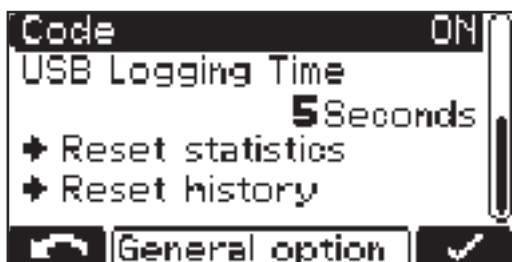 Code ON
USB Logging Time
5 Seconds
Reset statistics
Reset history
General option